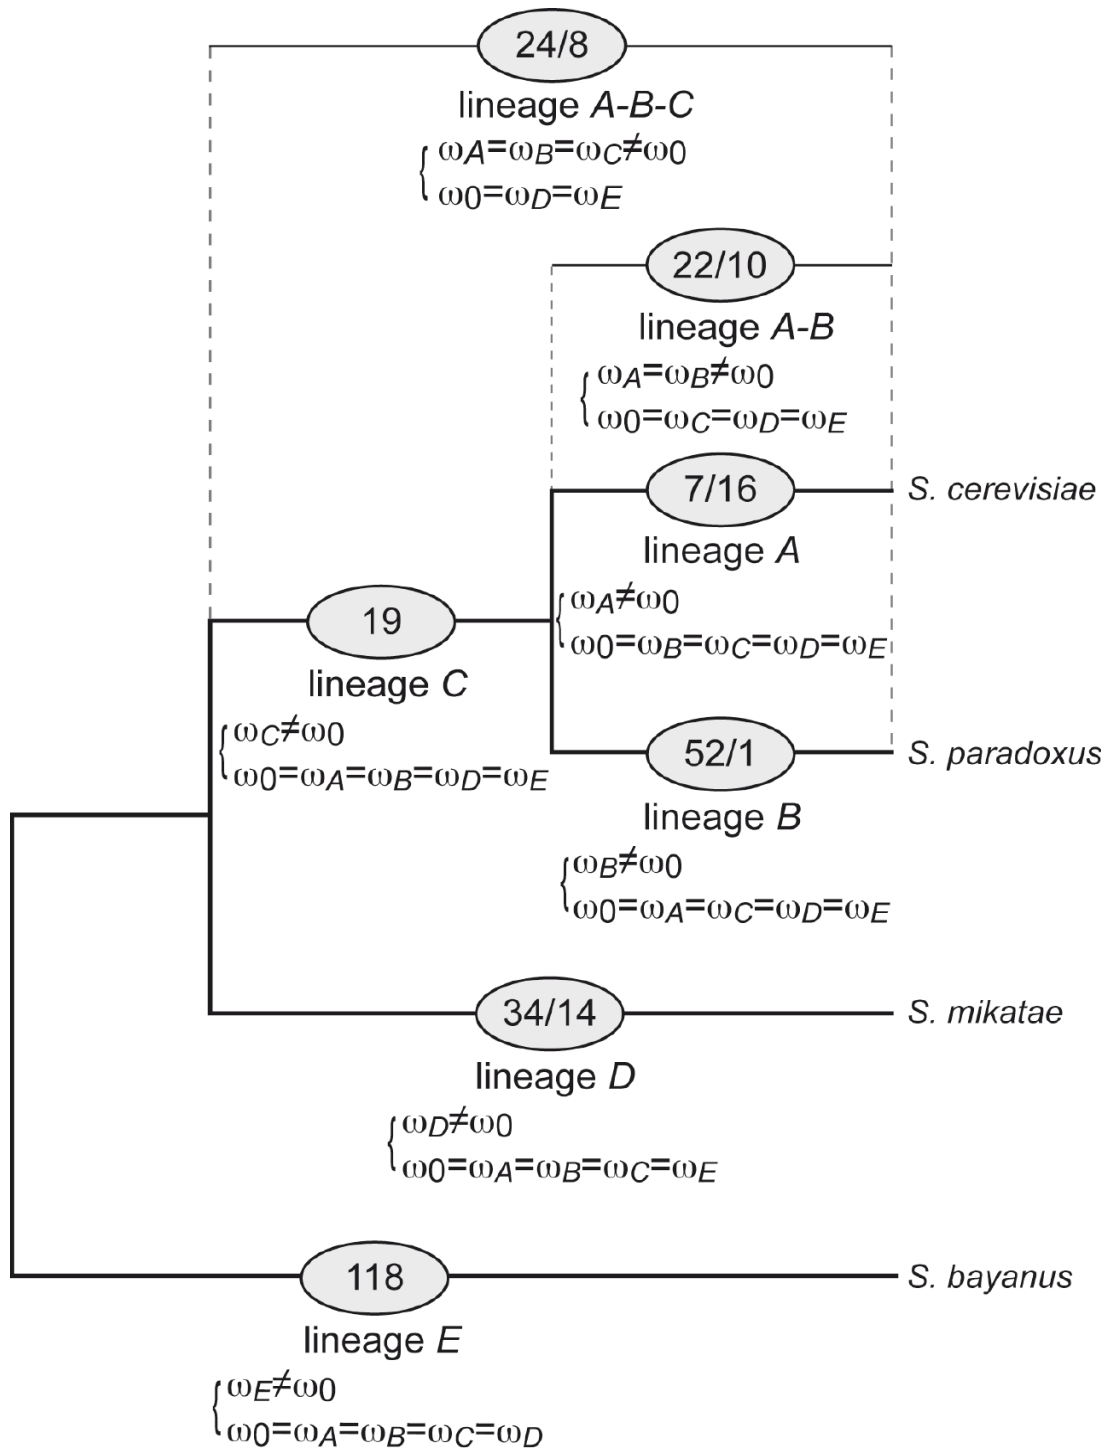 24/8
lineage A-B-C
ωA=ωB=ωC≠ω0
ω0=ωD=ωE
22/10
lineage A-B
ωA=ωB≠ω0
ω0=ωC=ωD=ωE
7/16
S. cerevisiae
lineage A
ωA≠ω0
ω0=ωB=ωC=ωD=ωE
19
lineage C
ωC≠ω0
ω0=ωA=ωB=ωD=ωE
52/1
S. paradoxus
lineage B
ωB≠ω0
ω0=ωA=ωC=ωD=ωE
34/14
S. mikatae
lineage D
ωD≠ω0
ω0=ωA=ωB=ωC=ωE
118
S. bayanus
lineage E
ωE≠ω0
ω0=ωA=ωB=ωC=ωD